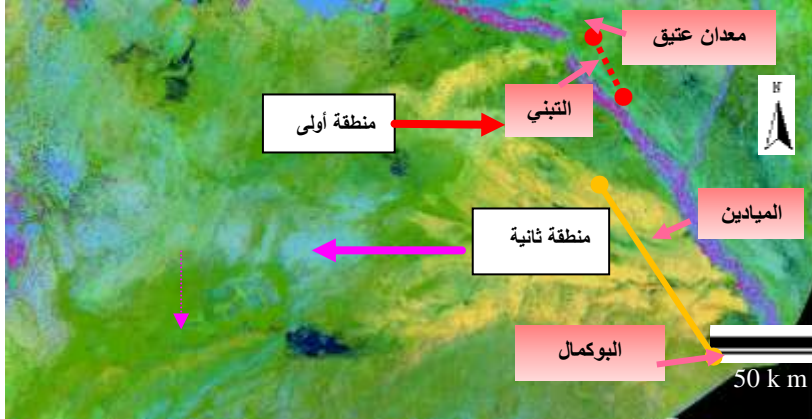 معدان عتيق
التبني
منطقة أولى
N
الميادين
منطقة ثانية
البوكمال
50 k m